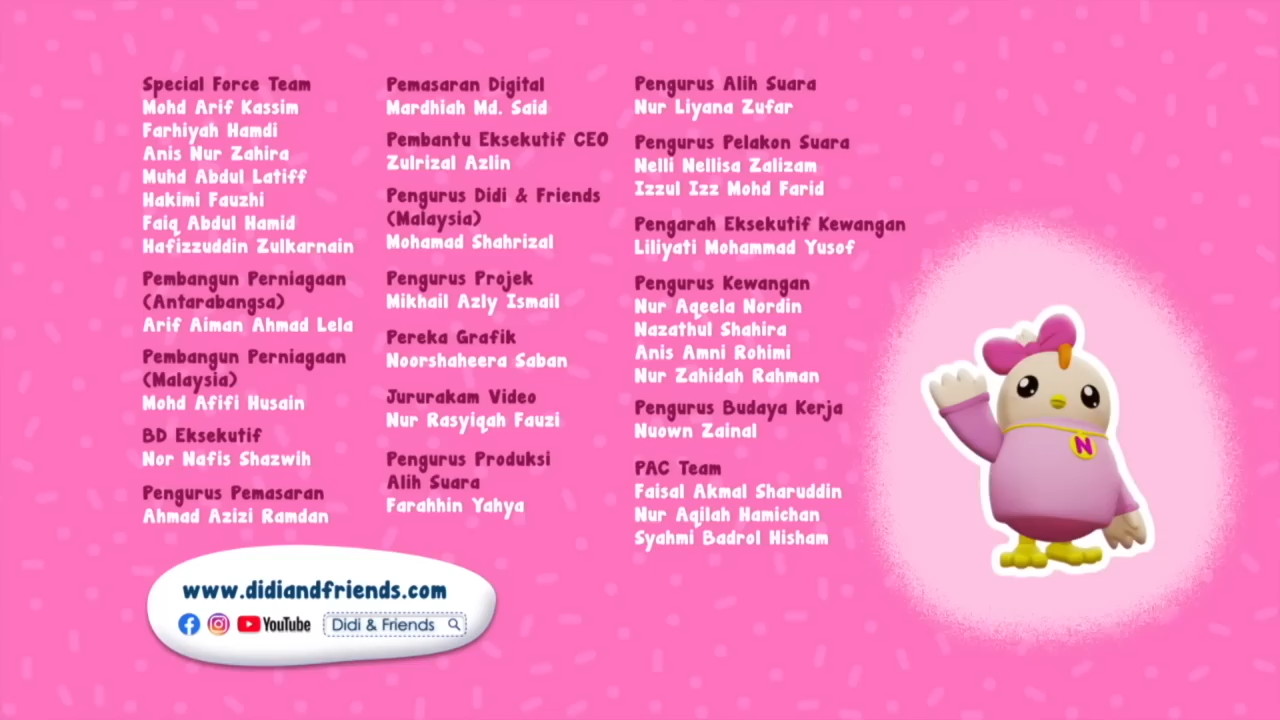 Special Force Team
Mohd Arif Kassim
Farhiyah Hamdi
Anis Nur Zahira
Muhd Abdul Latiff
Hakimi Fauzhi
Faiq Abdul Hamid
Hafizzuddin Zulkarnain
Pembangun Perniagaan
(Antarabangsa)
Arif Aiman Ahmad Lela
Pembangun Perniagaan
(Malaysia)
Mohd Afifi Husain
BD Eksekutif
Nor Nafis Shazwih
Pengurus Pemasaran
Ahmad Azizi Ramdan
Pemasaran Digital
Mardhiah Md. Said
Pembantu Eksekutif CEO
Zulrizal Azlin
Pengurus Didi & Friends
(Malaysia)
Mohamad Shahrizal
Pengurus Projek
Mikhail Azly Ismail
Pereka Grafik
Noorshaheera Saban
Jururakam Video
Nur Rasyiqah Fauzi
Pengurus Produksi
Alih Suara
Farahhin Yahya
Pengurus Alih Suara
Nur Liyana Zufar
Pengurus Pelakon Suara
Nelli Nellisa Zalizam
Izzul Izz Mohd Farid
Pengarah Eksekutif Kewangan
Liliyati Mohammad Yusof
Pengurus Kewangan
Nur Aqeela Nordin
Nazathul Shahira
Anis Amni Rohimi
Nur Zahidah Rahman
Pengurus Budaya Kerja
Nuown Zainal
PAC Team
Faisal Akmal Sharuddin
Nur Aqilah Hamichan
Syahmi Badrol Hisham
N
www.didiandfriends.com
YouTube Didi & Friends